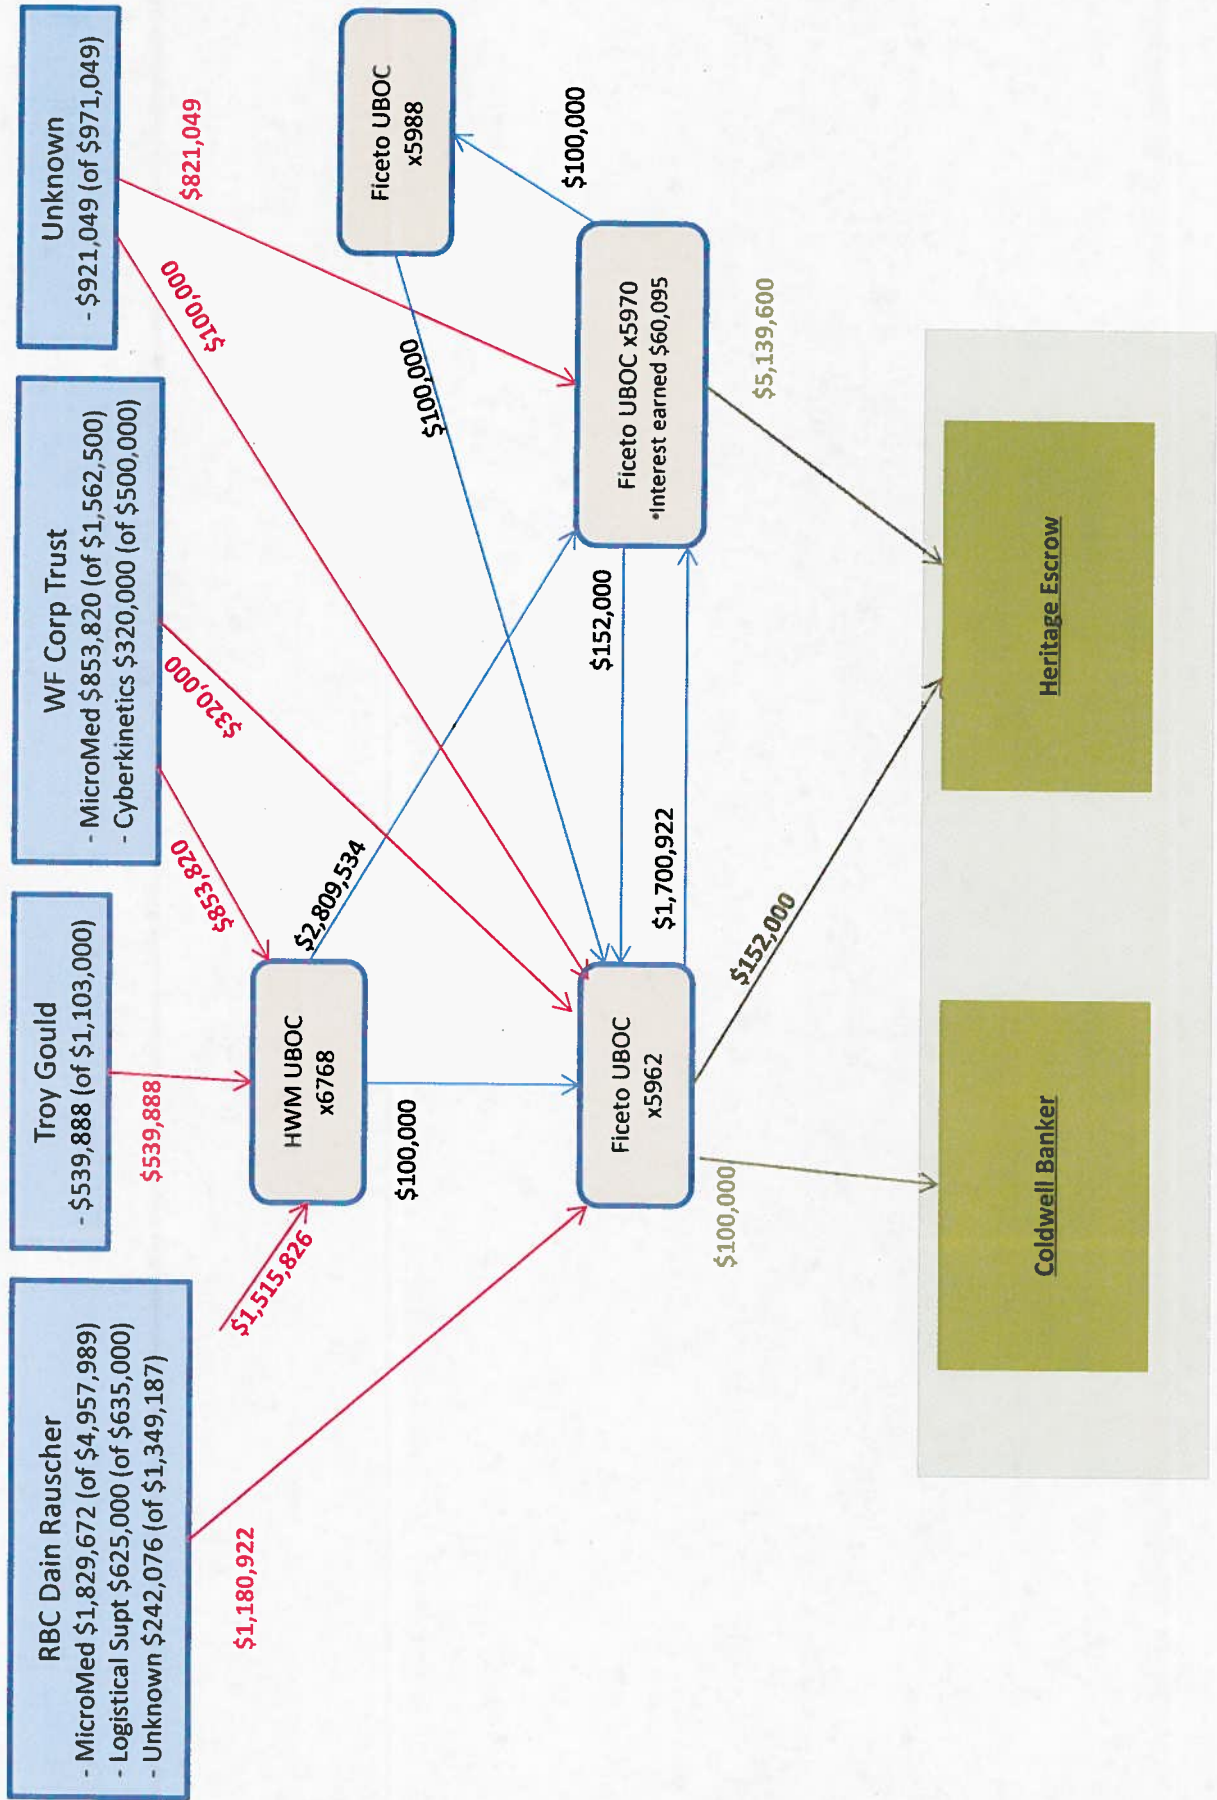 RBC Dain Rauscher
- MicroMed $1,829,672 (of $4,957,989)
- Logistical Supt $625,000 (of $635,000)
- Unknown $242,076 (of $1,349,187)
Troy Gould
- $539,888 (of $1,103,000)
WF Corp Trust
- MicroMed $853,820 (of $1,562,500)
- Cyberkinetics $320,000 (of $500,000)
Unknown
- $921,049 (of $971,049)
$1,180,922
$1,515,826
$539,888
$853,820
$320,000
$100,000
$821,049
HWM UBOC
x6768
$2,809,534
$100,000
$100,000
Ficeto UBOC
x5988
$100,000
Ficeto UBOC
x5962
$152,000
$1,700,922
Ficeto UBOC x5970
*Interest earned $60,095
$100,000
$152,000
$5,139,600
Coldwell Banker
Heritage Escrow